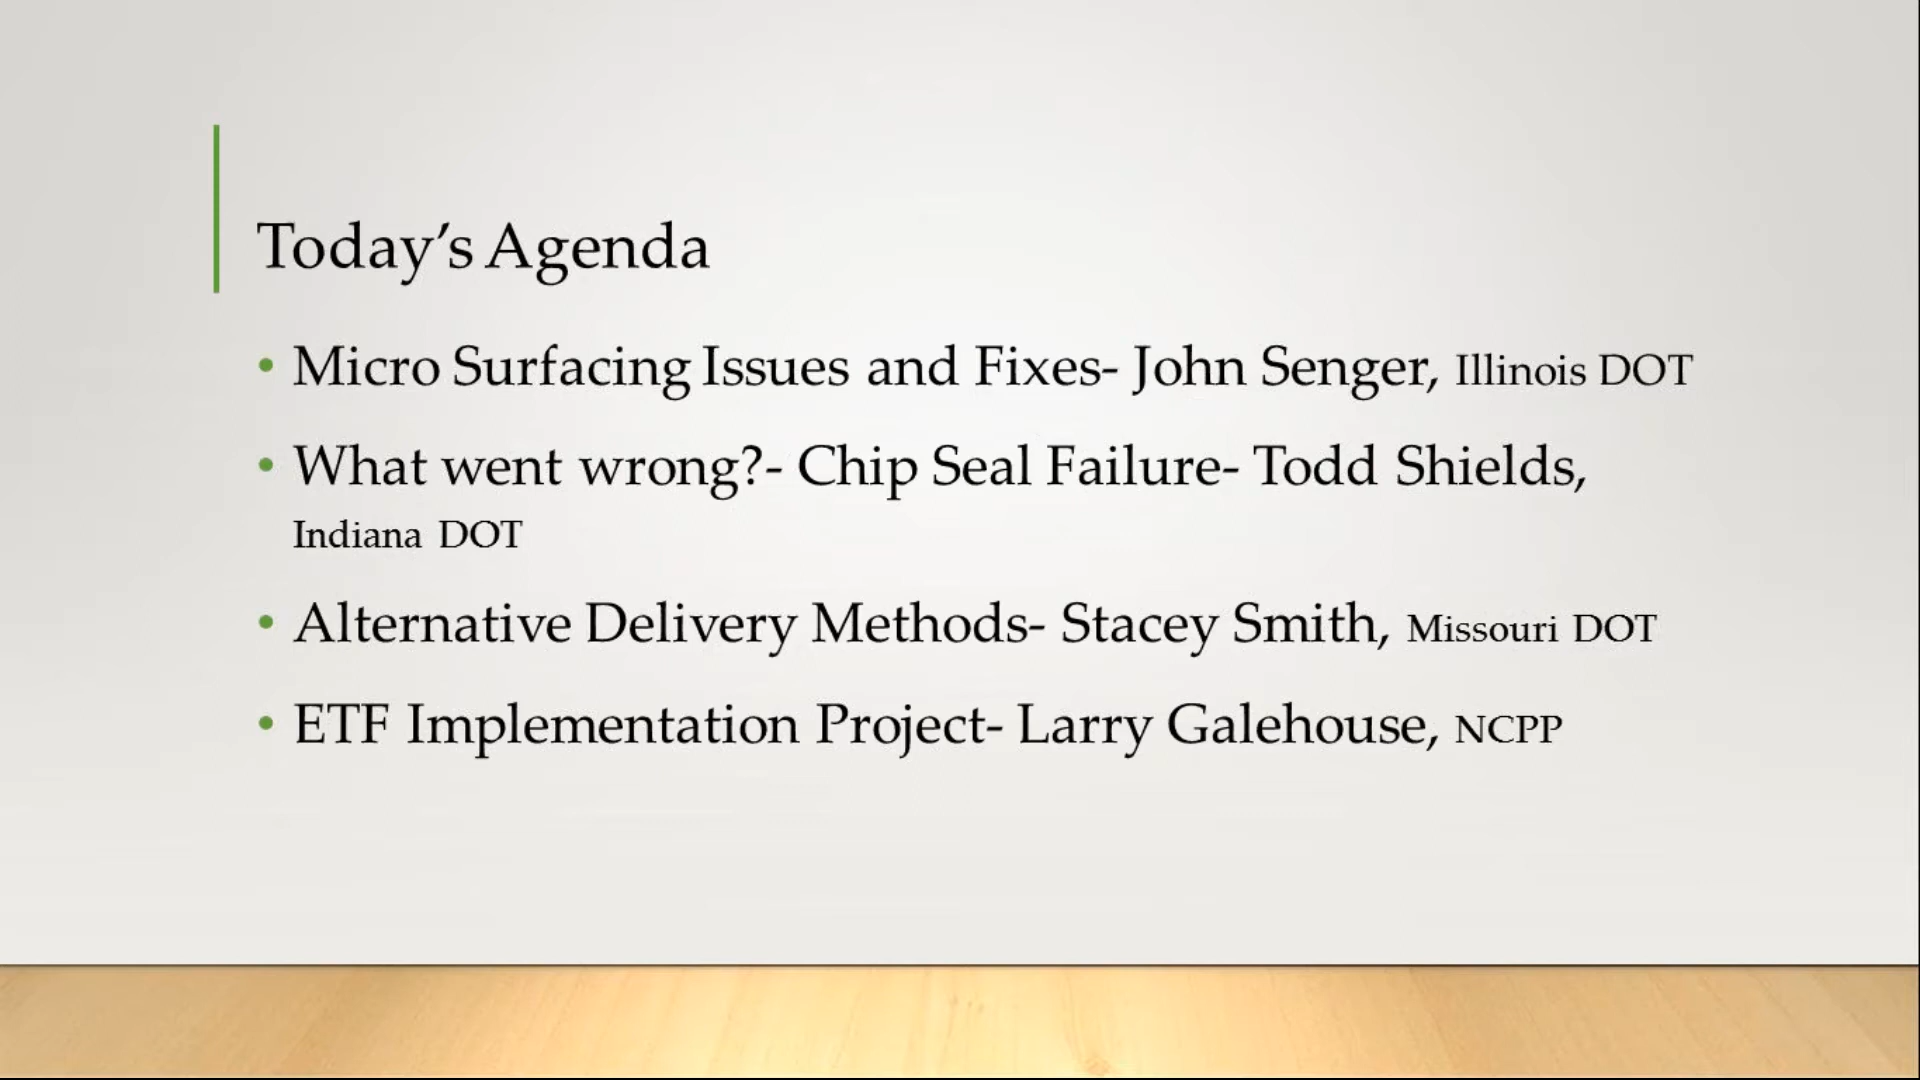 Today’s Agenda
• Micro Surfacing Issues and Fixes- John Senger, Illinois DOT
• What went wrong?- Chip Seal Failure- Todd Shields,
Indiana DOT
• Alternative Delivery Methods- Stacey Smith, Missouri DOT
• ETF Implementation Project- Larry Galehouse, NCPP